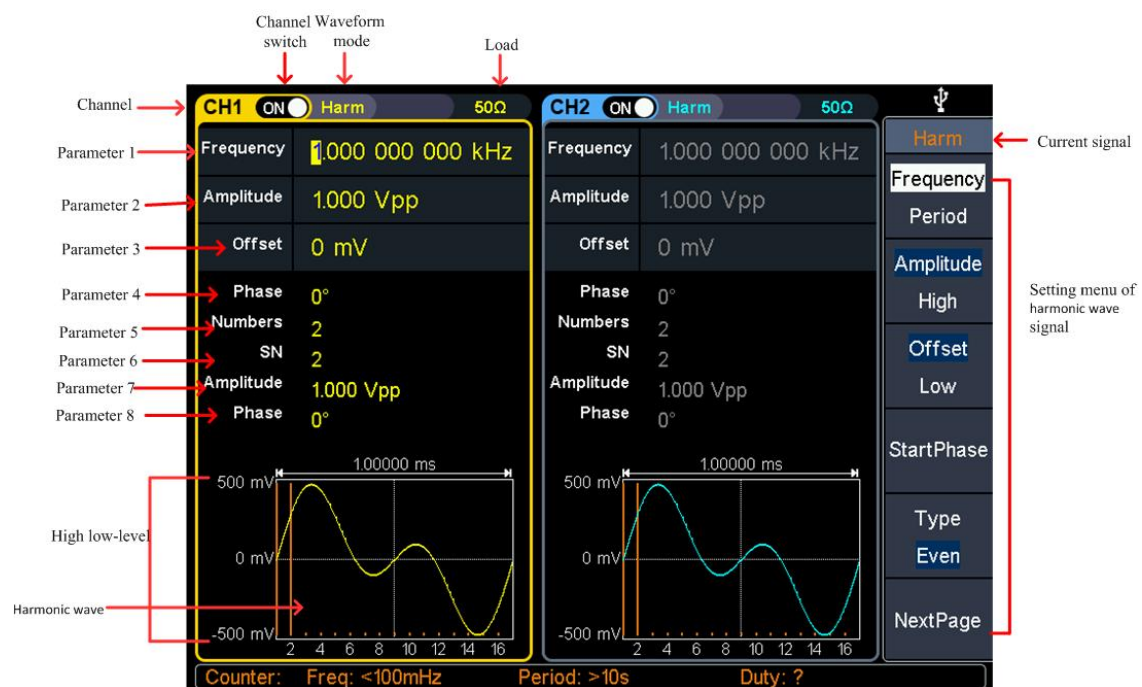 Channel switch
Waveform mode
Load
Channel
CH1 ON Harm 50Ω
CH2 ON Harm 50Ω
Parameter 1
Frequency 1.000 000 000 kHz
Frequency 1.000 000 000 kHz
Parameter 2
Amplitude 1.000 Vpp
Amplitude 1.000 Vpp
Parameter 3
Offset 0 mV
Offset 0 mV
Parameter 4
Phase 0°
Phase 0°
Parameter 5
Numbers 2
Numbers 2
Parameter 6
SN 2
SN 2
Parameter 7
Amplitude 1.000 Vpp
Amplitude 1.000 Vpp
Parameter 8
Phase 0°
Phase 0°
High low-level
Harmonic wave
1.00000 ms
500 mV
0 mV
-500 mV
2 4 6 8 10 12 14 16
1.00000 ms
500 mV
0 mV
-500 mV
2 4 6 8 10 12 14 16
Harm
Frequency
Period
Amplitude
High
Offset
Low
StartPhase
Type
Even
NextPage
Current signal
Setting menu of
harmonic wave
signal
Counter: Freq: <100mHz Period: >10s Duty: ?